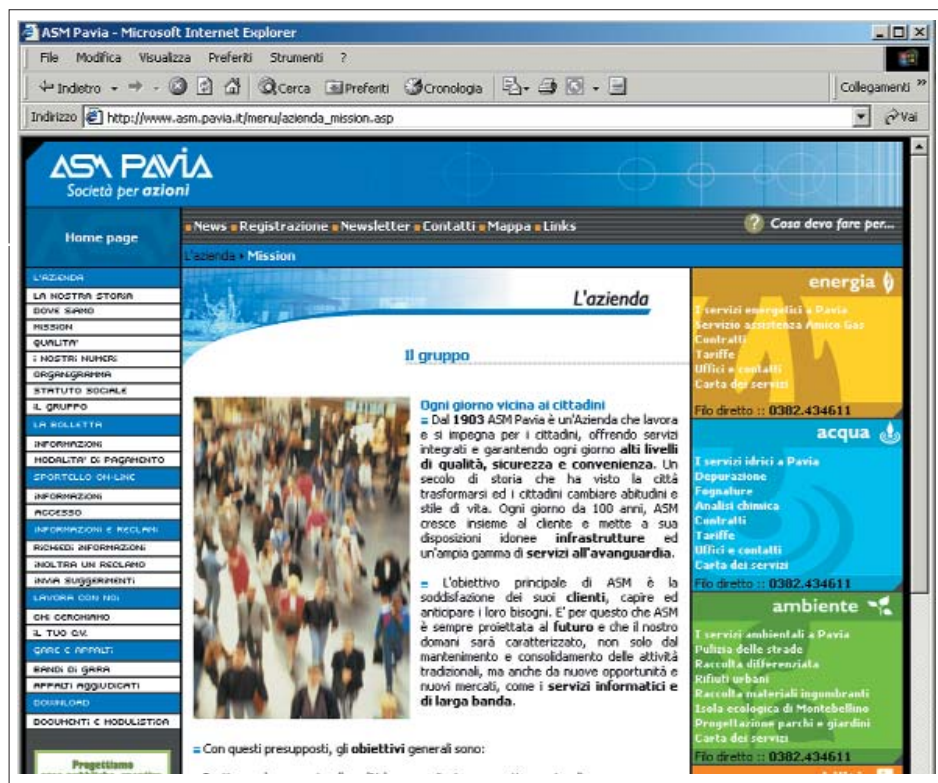 ASM Pavia - Microsoft Internet Explorer
File Modifica Visualizza Preferiti Strumenti ?
Indietro Cerca Preferiti Cronologia Collegamenti »
Indirizzo http://www.asm.pavia.it/menu/azienda_mission.asp Vai
ASM PAVIA
Società per azioni
Home page
News Registrazione Newsletter Contatti Mappa Links
? Cosa devo fare per...
L'azienda › Mission
L'AZIENDA
LA NOSTRA STORIA
DOVE SIAMO
MISSION
QUALITA'
I NOSTRI NUMERI
ORGANIGRAMMA
STATUTO SOCIALE
IL GRUPPO
LA BOLLETTA
INFORMAZIONI
MODALITA' DI PAGAMENTO
SPORTELLO ON-LINE
INFORMAZIONI
ACCESSO
INFORMAZIONI E RECLAMI
RICHIEDI INFORMAZIONI
INOLTRA UN RECLAMO
INVIA SUGGERIMENTI
LAVORA CON NOI
CHI CERCHIAMO
IL TUO C.V.
GARE E APPALTI
BANDI DI GARA
APPALTI AGGIUDICATI
DOWNLOAD
DOCUMENTI E MODULISTICA
Progettiamo
L'azienda
Il gruppo
Ogni giorno vicina ai cittadini
Dal 1903 ASM Pavia è un'Azienda che lavora
e si impegna per i cittadini, offrendo servizi
integrati e garantendo ogni giorno alti livelli
di qualità, sicurezza e convenienza. Un
secolo di storia che ha visto la città
trasformarsi ed i cittadini cambiare abitudini e
stile di vita. Ogni giorno da 100 anni, ASM
cresce insieme al cliente e mette a sua
disposizioni idonee infrastrutture ed
un'ampia gamma di servizi all'avanguardia.
L'obiettivo principale di ASM è la
soddisfazione dei suoi clienti, capire ed
anticipare i loro bisogni. E' per questo che ASM
è sempre proiettata al futuro e che il nostro
domani sarà caratterizzato, non solo dal
mantenimento e consolidamento delle attività
tradizionali, ma anche da nuove opportunità e
nuovi mercati, come i servizi informatici e
di larga banda.
Con questi presupposti, gli obiettivi generali sono:
energia
I servizi energetici a Pavia
Servizio assistenza Amico Gas
Contratti
Tariffe
Uffici e contatti
Carta dei servizi
Filo diretto :: 0382.434611
acqua
I servizi idrici a Pavia
Depurazione
Fognature
Analisi chimica
Contratti
Tariffe
Uffici e contatti
Carta dei servizi
Filo diretto :: 0382.434611
ambiente
I servizi ambientali a Pavia
Pulizia delle strade
Raccolta differenziata
Rifiuti urbani
Raccolta materiali ingombranti
Isola ecologica di Montebellino
Progettazione parchi e giardini
Carta dei servizi
Filo diretto :: 0382.434611